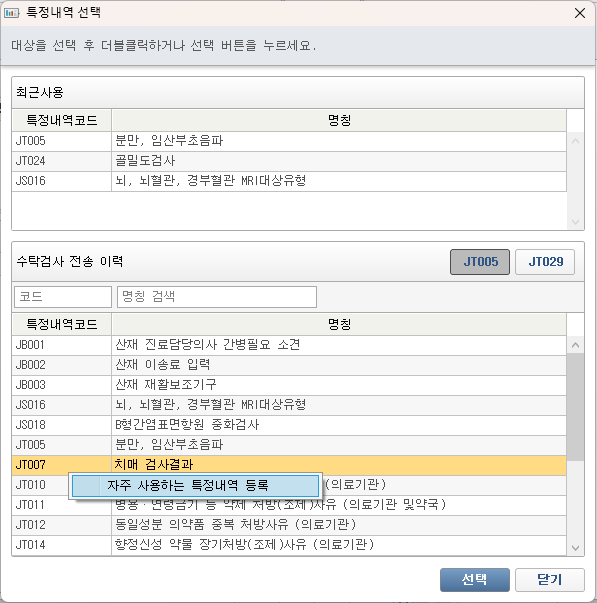 특정내역 선택
대상을 선택 후 더블클릭하거나 선택 버튼을 누르세요.
최근사용
특정내역코드 명칭
JT005 분만, 임산부초음파
JT024 골밀도검사
JS016 뇌, 뇌혈관, 경부혈관 MRI대상유형
수탁검사 전송 이력 JT005 JT029
코드 명칭 검색
특정내역코드 명칭
JB001 산재 진료담당의사 간병필요 소견
JB002 산재 이송료 입력
JB003 산재 재활보조기구
JS016 뇌, 뇌혈관, 경부혈관 MRI대상유형
JS018 B형간염표면항원 중화검사
JT005 분만, 임산부초음파
JT007 치매 검사결과
JT010 (의료기관)
자주 사용하는 특정내역 등록
JT011 병용·연령금기 등 약제 처방(조제)사유 (의료기관 및약국)
JT012 동일성분 의약품 중복 처방사유 (의료기관)
JT014 향정신성 약물 장기처방(조제)사유 (의료기관)
선택 닫기